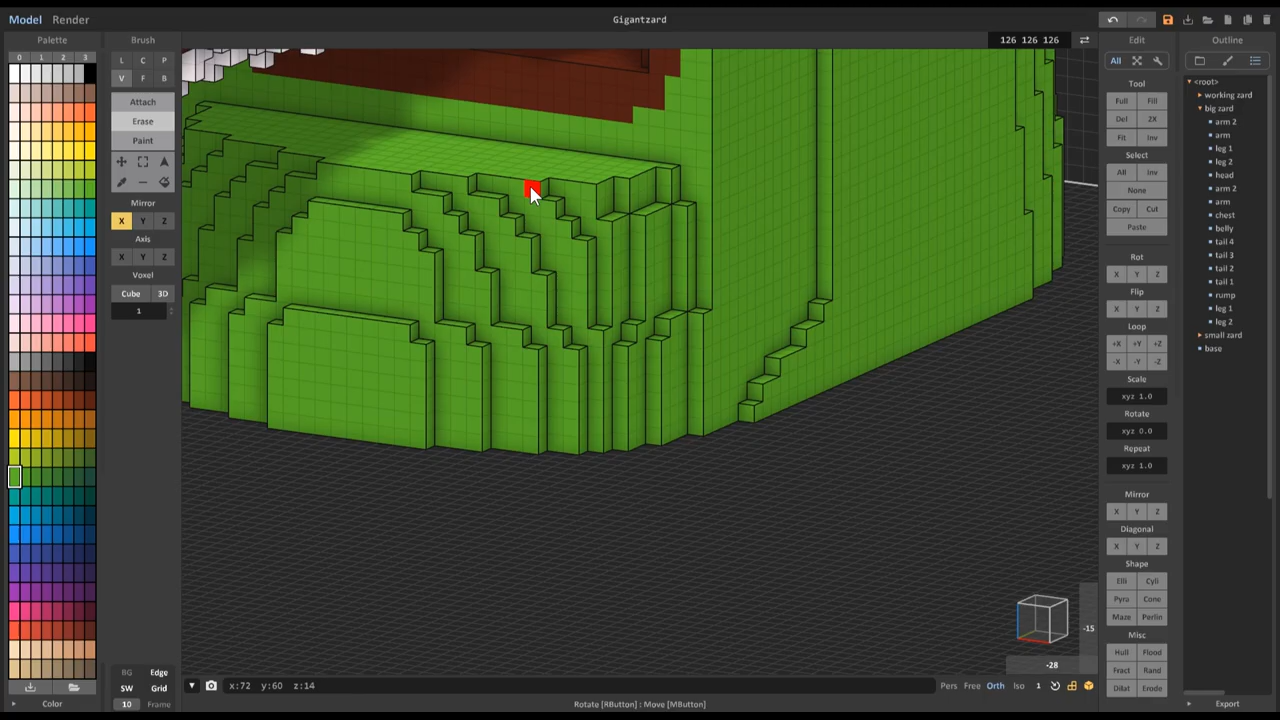 Model Render Gigantzard
Palette Brush 126 126 126 Edit Outline
0 1 2 3
L C P
V F B
All
Attach
Erase
Paint
Mirror
X Y Z
Axis
X Y Z
Voxel
Cube 3D
1
Tool
Full Fill
Del 2X
Fit Inv
Select
All Inv
None
Copy Cut
Paste
Rot
X Y Z
Flip
X Y Z
Loop
+X +Y +Z
-X -Y -Z
Scale
xyz 1.0
Rotate
xyz 0.0
Repeat
xyz 1.0
Mirror
X Y Z
Diagonal
X Y Z
Shape
Elli Cyli
Pyra Cone
Maze Perlin
Misc
Hull Flood
Fract Rand
Dilat Erode
<root>
working zard
big zard
arm 2
arm
leg 1
leg 2
head
arm 2
arm
chest
belly
tail 4
tail 3
tail 2
tail 1
rump
leg 1
leg 2
small zard
base
-15
-28
BG Edge
SW Grid
10 Frame
x:72 y:60 z:14
Pers Free Orth Iso 1
Color
Rotate [RButton] : Move [MButton]
Export